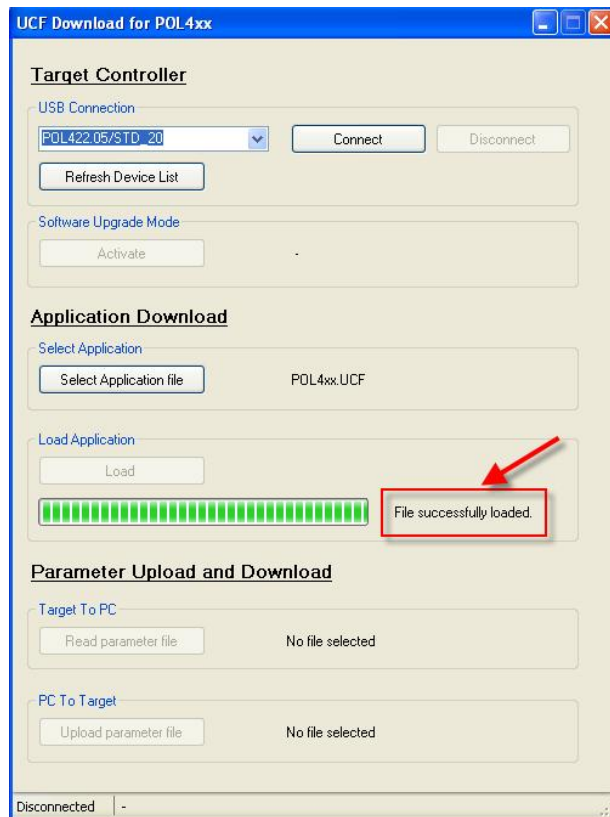 UCF Download for POL4xx
Target Controller
USB Connection
POL422.05/STD_20
Connect
Disconnect
Refresh Device List
Software Upgrade Mode
Activate
-
Application Download
Select Application
Select Application file
POL4xx.UCF
Load Application
Load
File successfully loaded.
Parameter Upload and Download
Target To PC
Read parameter file
No file selected
PC To Target
Upload parameter file
No file selected
Disconnected
-